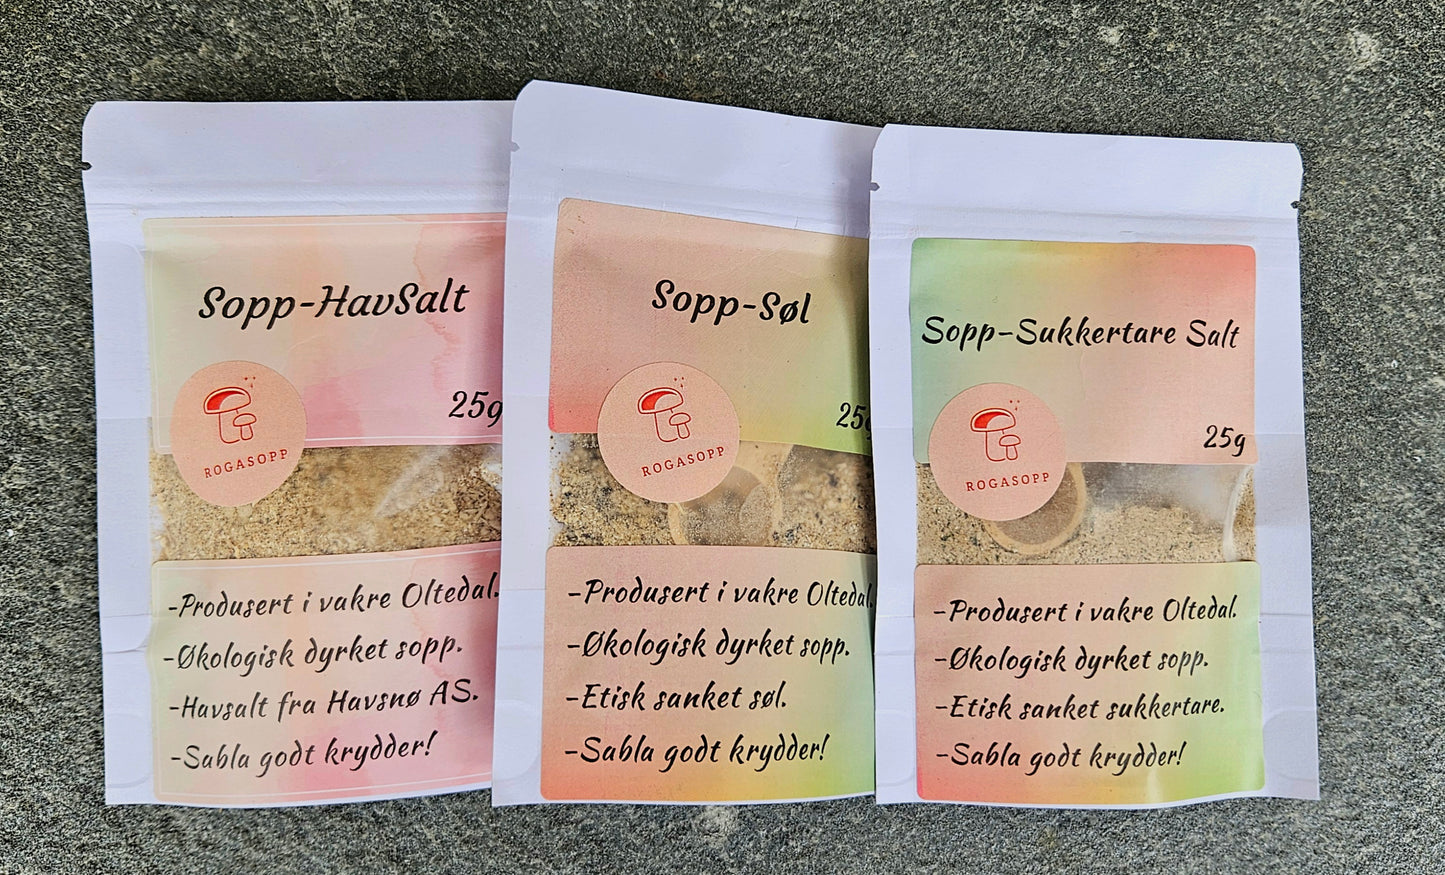 Sopp-HavSalt
25g
ROGASOPP
-Produsert i vakre Oltedal.
-Økologisk dyrket sopp.
-Havsalt fra Havsnø AS.
-Sabla godt krydder!
Sopp-Søl
25g
ROGASOPP
-Produsert i vakre Oltedal.
-Økologisk dyrket sopp.
-Etisk sanket søl.
-Sabla godt krydder!
Sopp-Sukkertare Salt
25g
ROGASOPP
-Produsert i vakre Oltedal.
-Økologisk dyrket sopp.
-Etisk sanket sukkertare.
-Sabla godt krydder!